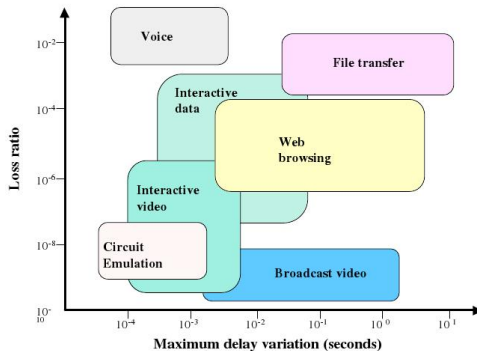 10-2
Voice
File transfer
Interactive
data
10-4
Loss ratio
Web
browsing
10-6
Interactive
video
10-8
Circuit
Emulation
Broadcast video
10-
10
10-4
10-3
10-2
10-1
10 0
10 1
Maximum delay variation (seconds)